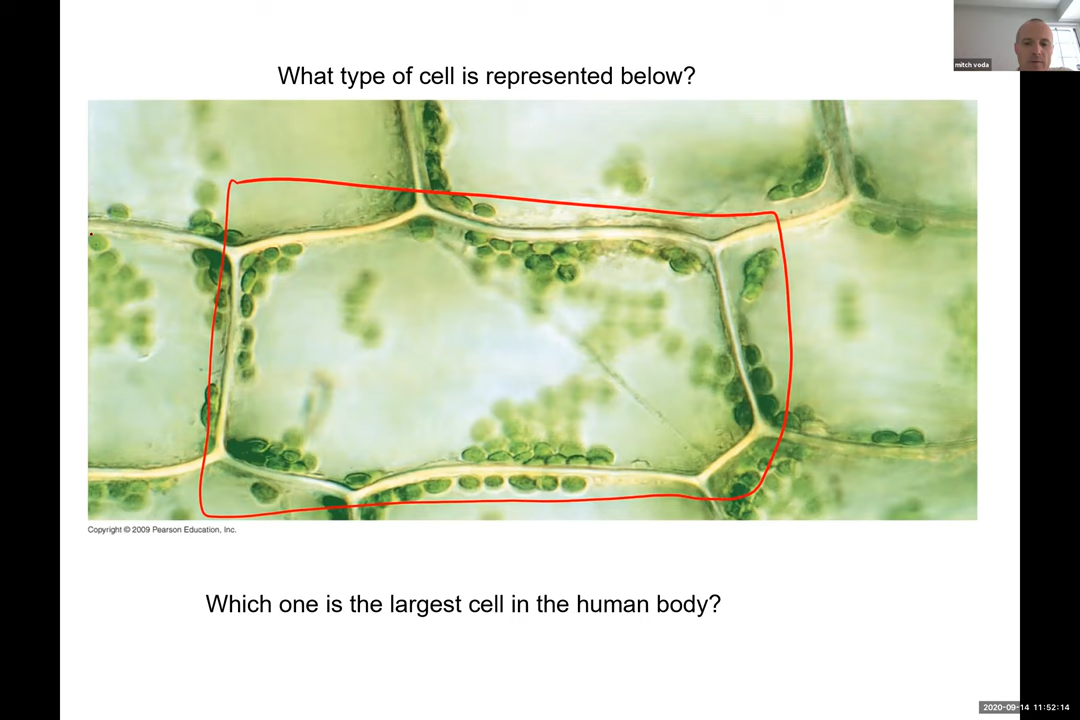 What type of cell is represented below?
mitch voda
Copyright © 2009 Pearson Education, Inc.
Which one is the largest cell in the human body?
2020-09-14 11:52:14